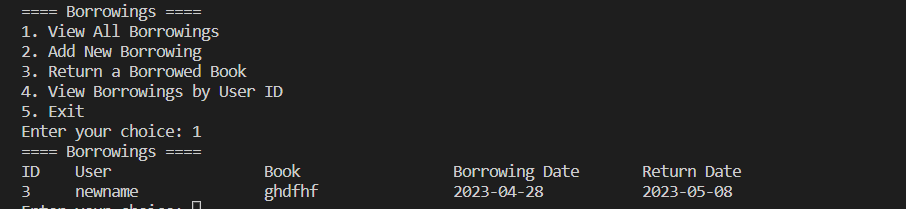 ==== Borrowings ====
1. View All Borrowings
2. Add New Borrowing
3. Return a Borrowed Book
4. View Borrowings by User ID
5. Exit
Enter your choice: 1
==== Borrowings ====
ID User Book Borrowing Date Return Date
3 newname ghdfhf 2023-04-28 2023-05-08
Enter your choice: